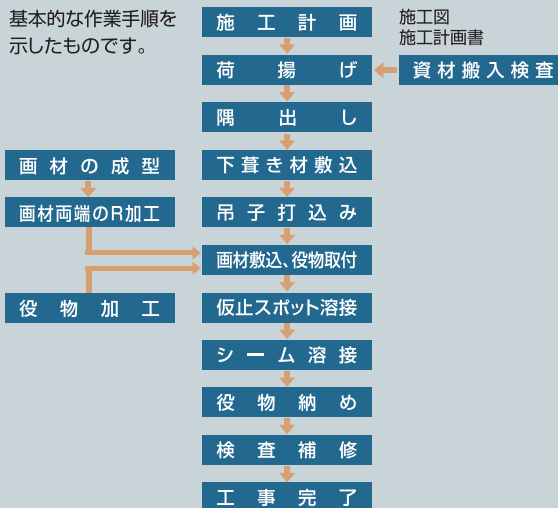 基本的な作業手順を
示したものです。
施工計画
施工図
施工計画書
荷揚げ
資材搬入検査
隅出し
下葺き材敷込
画材の成型
吊子打込み
画材両端のR加工
画材敷込、役物取付
役物加工
仮止スポット溶接
シーム溶接
役物納め
検査補修
工事完了